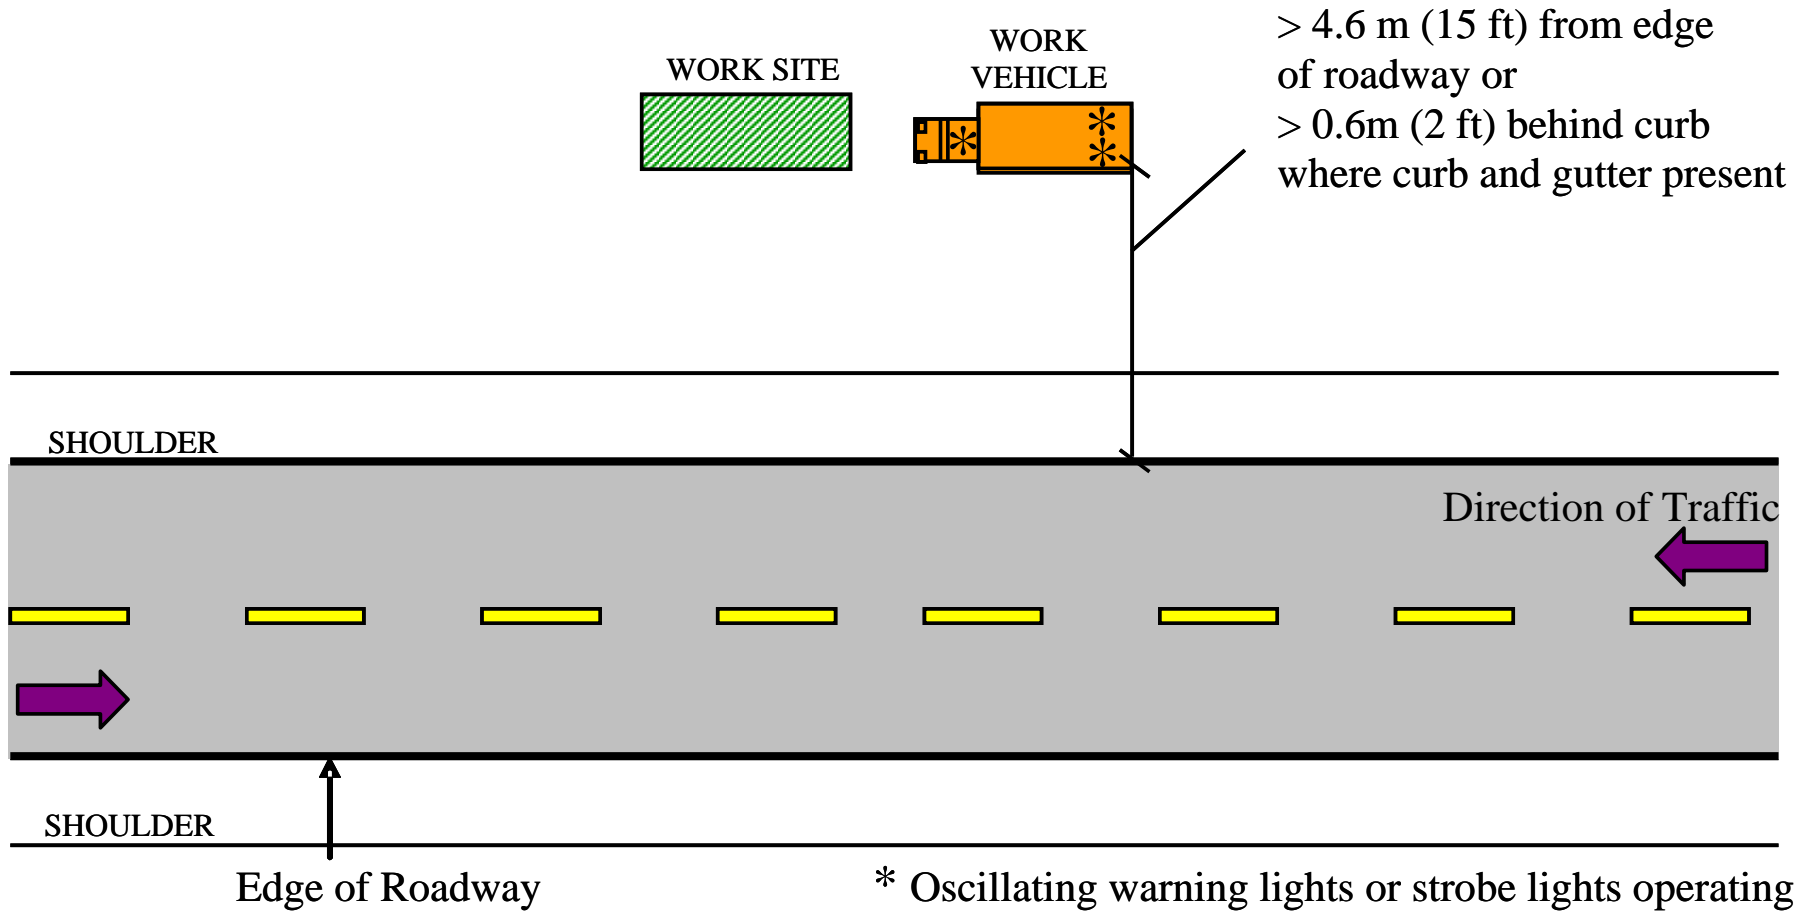 > 4.6 m (15 ft) from edge
of roadway or
> 0.6m (2 ft) behind curb
where curb and gutter present
WORK
VEHICLE
WORK SITE
SHOULDER
Direction of Traffic
SHOULDER
Edge of Roadway
* Oscillating warning lights or strobe lights operating